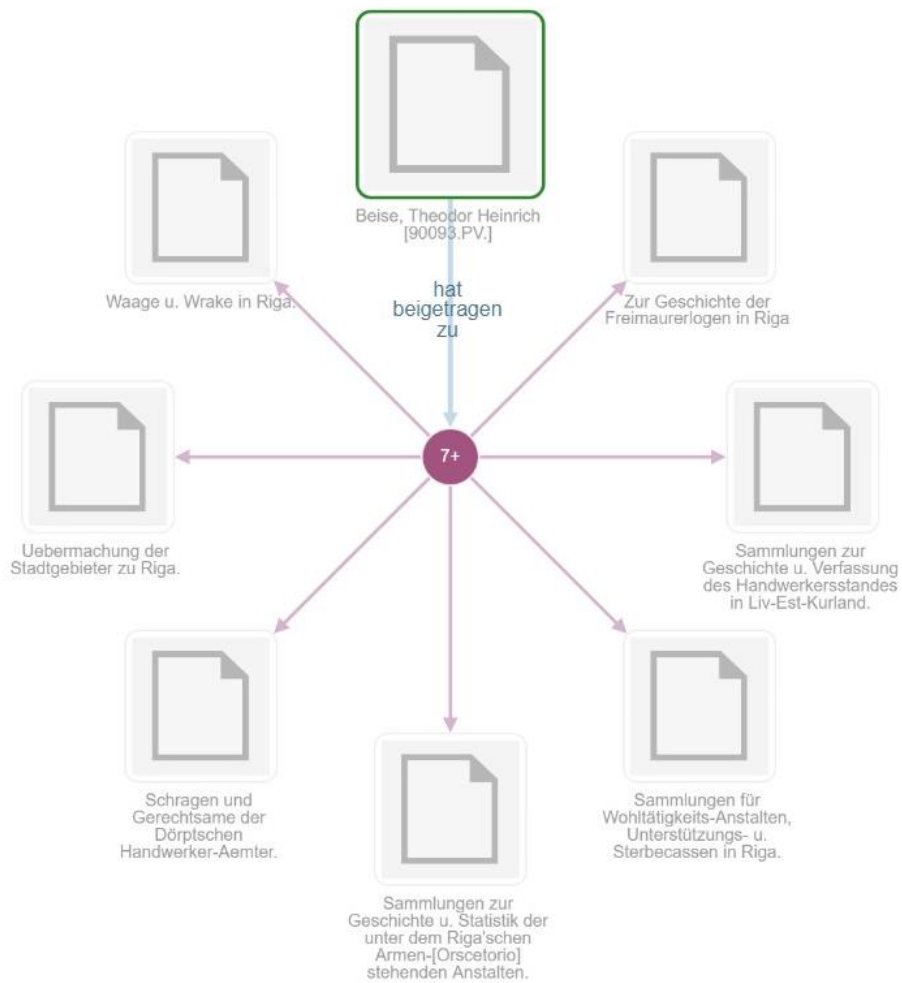 Beise, Theodor Heinrich
[90093.PV.]
Waage u. Wrake in Riga.
hat
beigetragen
zu
Zur Geschichte der
Freimaurerlogen in Riga
7+
Uebermachung der
Stadtgebieter zu Riga.
Sammlungen zur
Geschichte u. Verfassung
des Handwerkersstandes
in Liv-Est-Kurland.
Schragen und
Gerechtsame der
Dörptschen
Handwerker-Aemter.
Sammlungen für
Wohltätigkeits-Anstalten,
Unterstützungs- u.
Sterbecassen in Riga.
Sammlungen zur
Geschichte u. Statistik der
unter dem Riga'schen
Armen-[Orscetorio]
stehenden Anstalten.